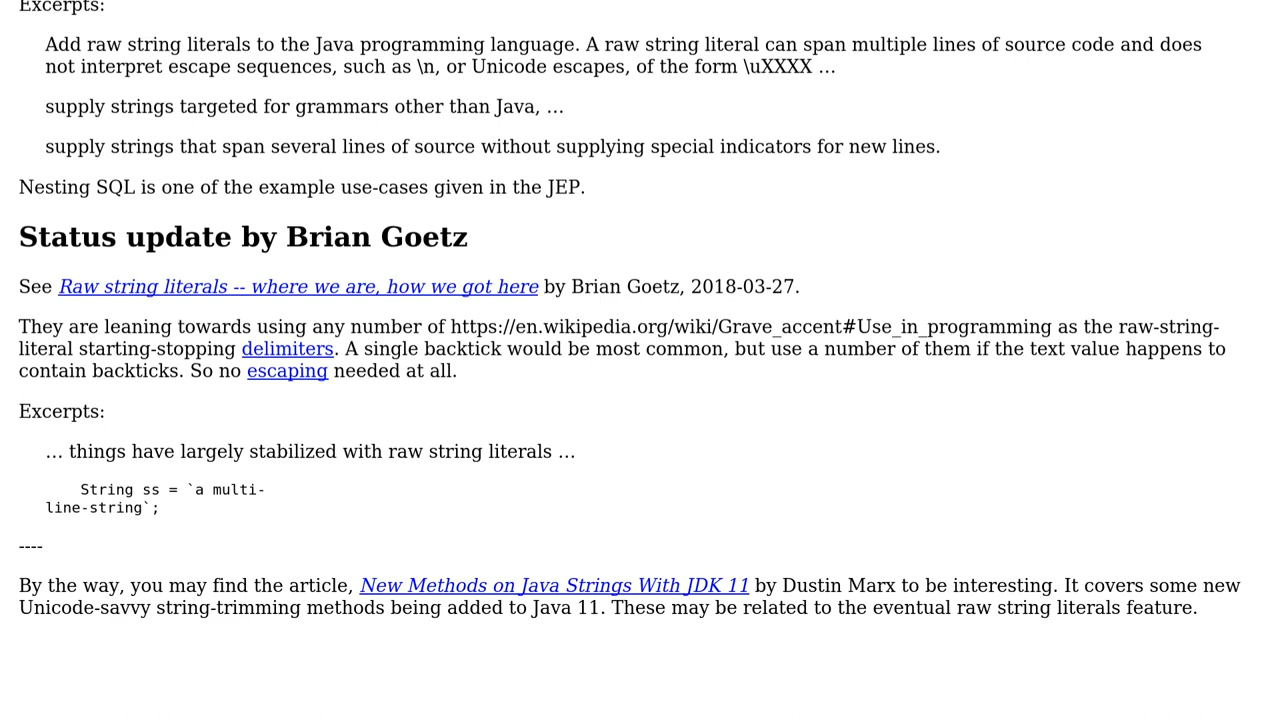 Excerpts:
Add raw string literals to the Java programming language. A raw string literal can span multiple lines of source code and does
not interpret escape sequences, such as \n, or Unicode escapes, of the form \uXXXX …
supply strings targeted for grammars other than Java, …
supply strings that span several lines of source without supplying special indicators for new lines.
Nesting SQL is one of the example use-cases given in the JEP.
Status update by Brian Goetz
See Raw string literals -- where we are, how we got here by Brian Goetz, 2018-03-27.
They are leaning towards using any number of https://en.wikipedia.org/wiki/Grave_accent#Use_in_programming as the raw-string-
literal starting-stopping delimiters. A single backtick would be most common, but use a number of them if the text value happens to
contain backticks. So no escaping needed at all.
Excerpts:
… things have largely stabilized with raw string literals …
    String ss = `a multi-
line-string`;
----
By the way, you may find the article, New Methods on Java Strings With JDK 11 by Dustin Marx to be interesting. It covers some new
Unicode-savvy string-trimming methods being added to Java 11. These may be related to the eventual raw string literals feature.